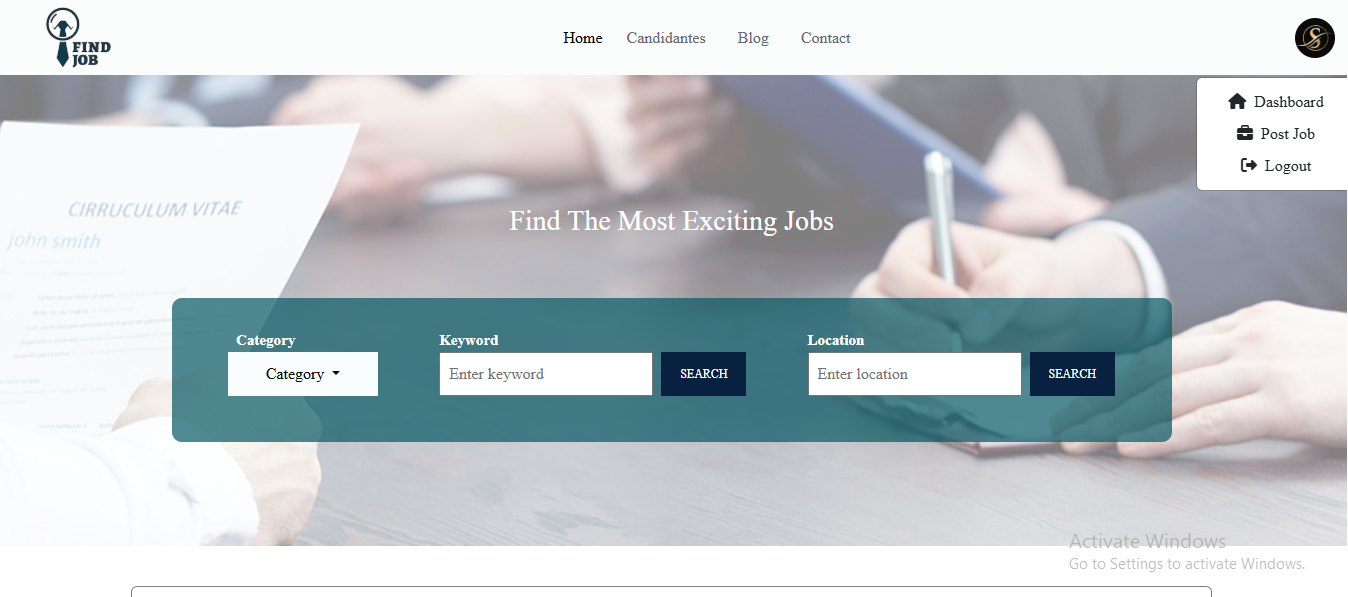 FIND
JOB
Home Candidantes Blog Contact
Dashboard
Post Job
Logout
CIRRUCULUM VITAE
john smith
Find The Most Exciting Jobs
Category Keyword Location
Category Enter keyword SEARCH Enter location SEARCH
Activate Windows
Go to Settings to activate Windows.